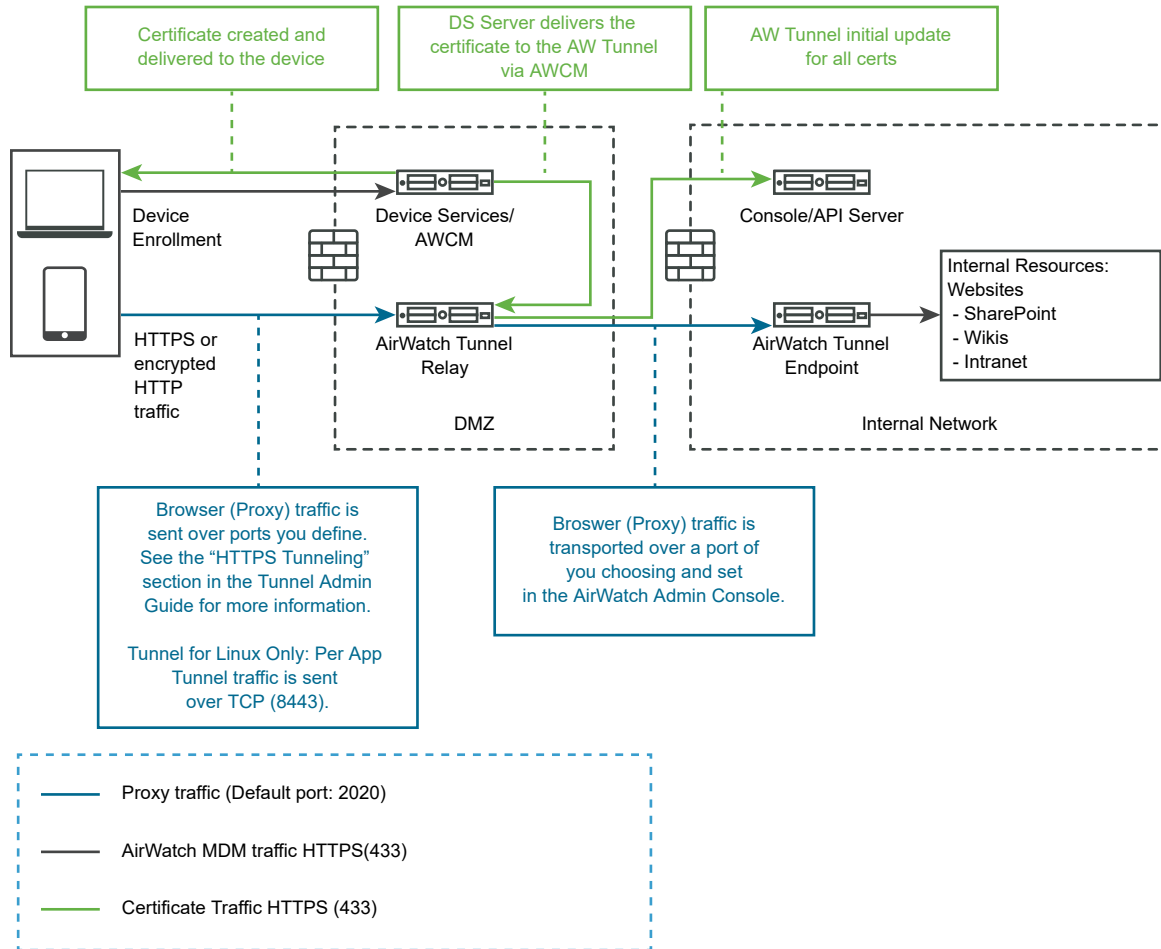 Certificate created and
delivered to the device
DS Server delivers the
certificate to the AW Tunnel
via AWCM
AW Tunnel initial update
for all certs
Device
Enrollment
Device Services/
AWCM
Console/API Server
HTTPS or
encrypted
HTTP
traffic
AirWatch Tunnel
Relay
AirWatch Tunnel
Endpoint
Internal Resources:
Websites
- SharePoint
- Wikis
- Intranet
DMZ
Internal Network
Browser (Proxy) traffic is
sent over ports you define.
See the “HTTPS Tunneling”
section in the Tunnel Admin
Guide for more information.
Tunnel for Linux Only: Per App
Tunnel traffic is sent
over TCP (8443).
Broswer (Proxy) traffic is
transported over a port of
you choosing and set
in the AirWatch Admin Console.
Proxy traffic (Default port: 2020)
AirWatch MDM traffic HTTPS(433)
Certificate Traffic HTTPS (433)